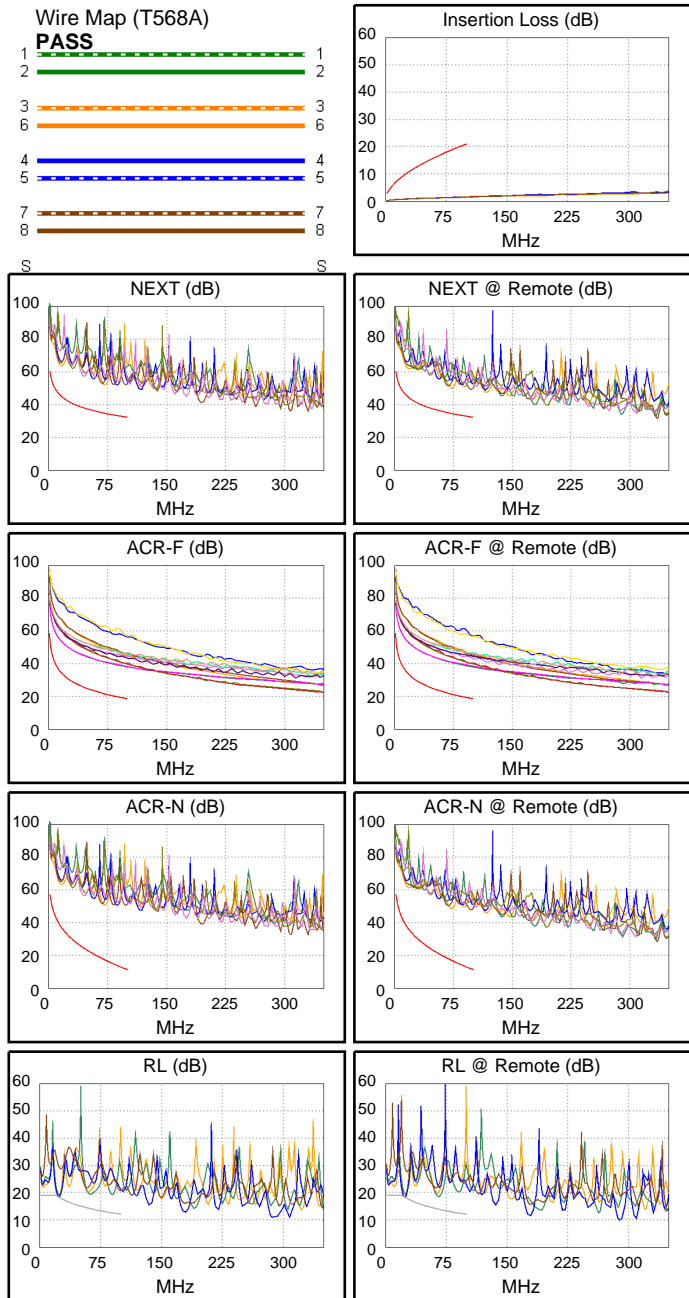 Wire Map (T568A)
PASS
1 1
2 2
3 3
6 6
4 4
5 5
7 7
8 8
S S
Insertion Loss (dB)
60
50
40
30
20
10
0
0 75 150 225 300
MHz
NEXT (dB)
100
80
60
40
20
0
0 75 150 225 300
MHz
NEXT @ Remote (dB)
100
80
60
40
20
0
0 75 150 225 300
MHz
ACR-F (dB)
100
80
60
40
20
0
0 75 150 225 300
MHz
ACR-F @ Remote (dB)
100
80
60
40
20
0
0 75 150 225 300
MHz
ACR-N (dB)
100
80
60
40
20
0
0 75 150 225 300
MHz
ACR-N @ Remote (dB)
100
80
60
40
20
0
0 75 150 225 300
MHz
RL (dB)
60
50
40
30
20
10
0
0 75 150 225 300
MHz
RL @ Remote (dB)
60
50
40
30
20
10
0
0 75 150 225 300
MHz